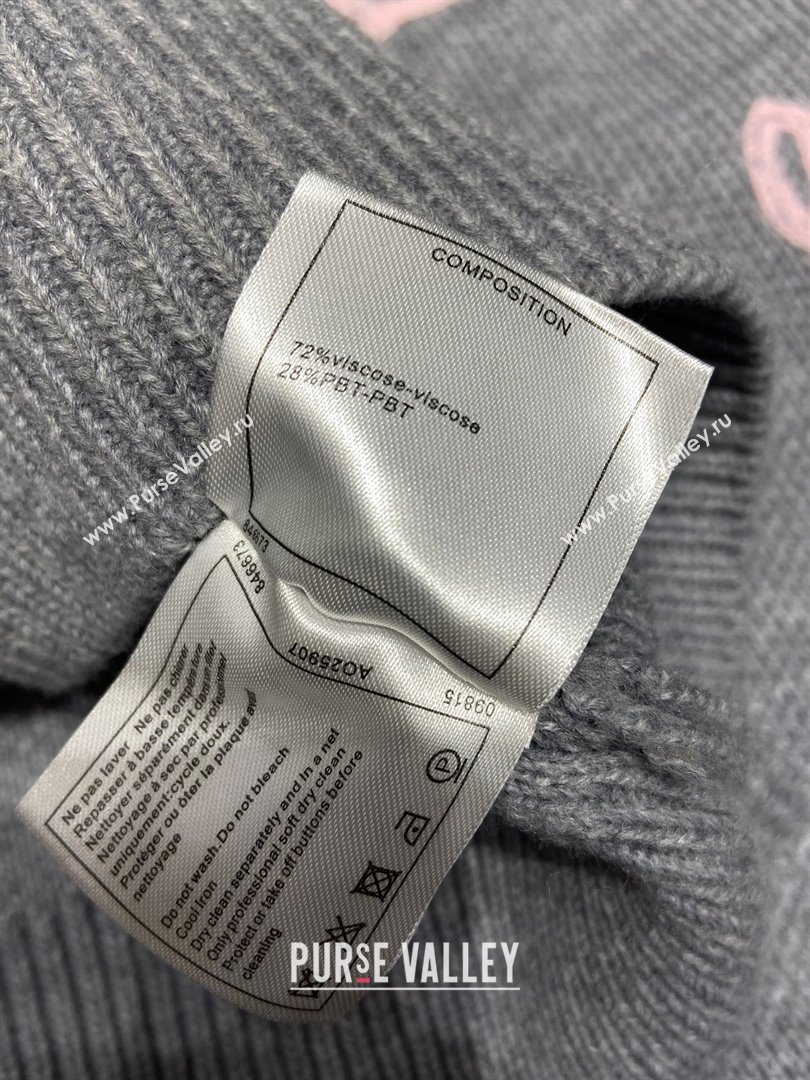 COMPOSITION
72%viscose-viscose
28%PBT-PBT
846673
846673
AQ25907
09815
Ne pas laver Ne pas chlorer
Repasser à basse température
Nettoyer séparément dans filet
Nettoyage à sec par professionnel
uniquement:cycle doux.
Protéger ou ôter la plaque avant
nettoyage
Do not wash.Do not bleach
Cool iron
Dry clean separately and in a net
Only professional soft dry clean
Protect or take off buttons before
cleaning
P
www.PurseValley.ru
www.PurseValley.ru
PURSE VALLEY